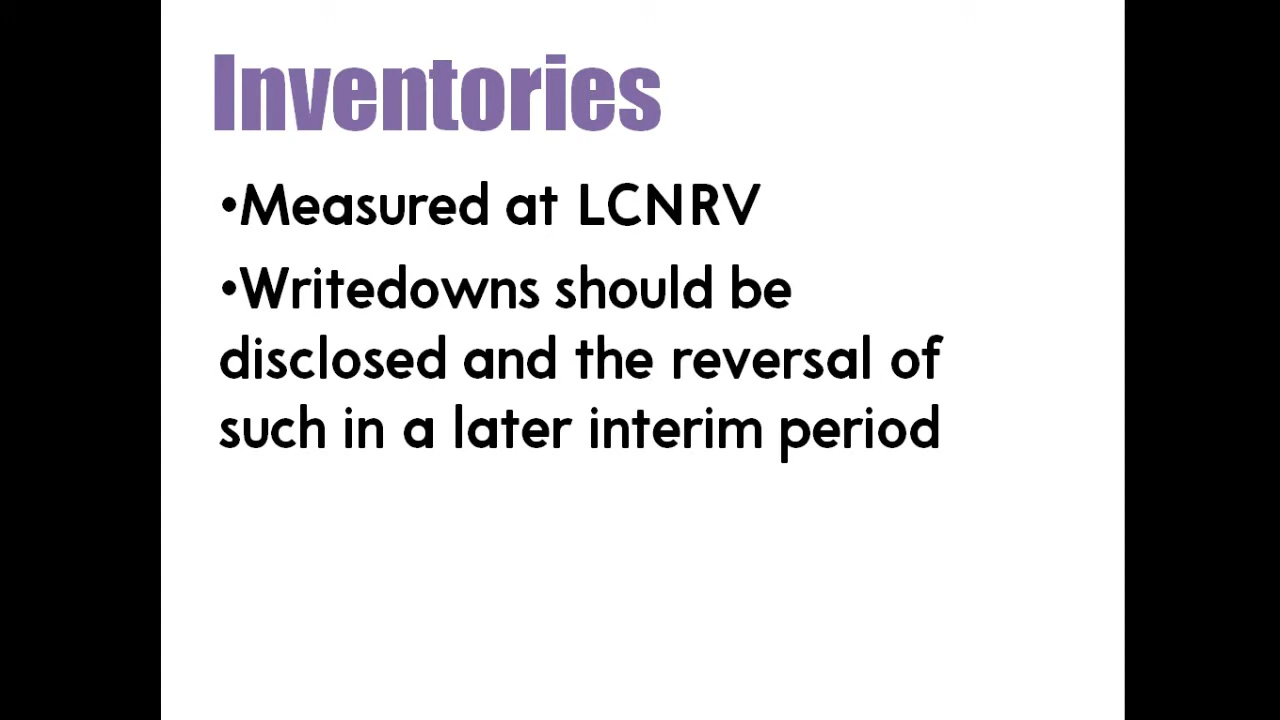 Inventories
•Measured at LCNRV
•Writedowns should be
disclosed and the reversal of
such in a later interim period